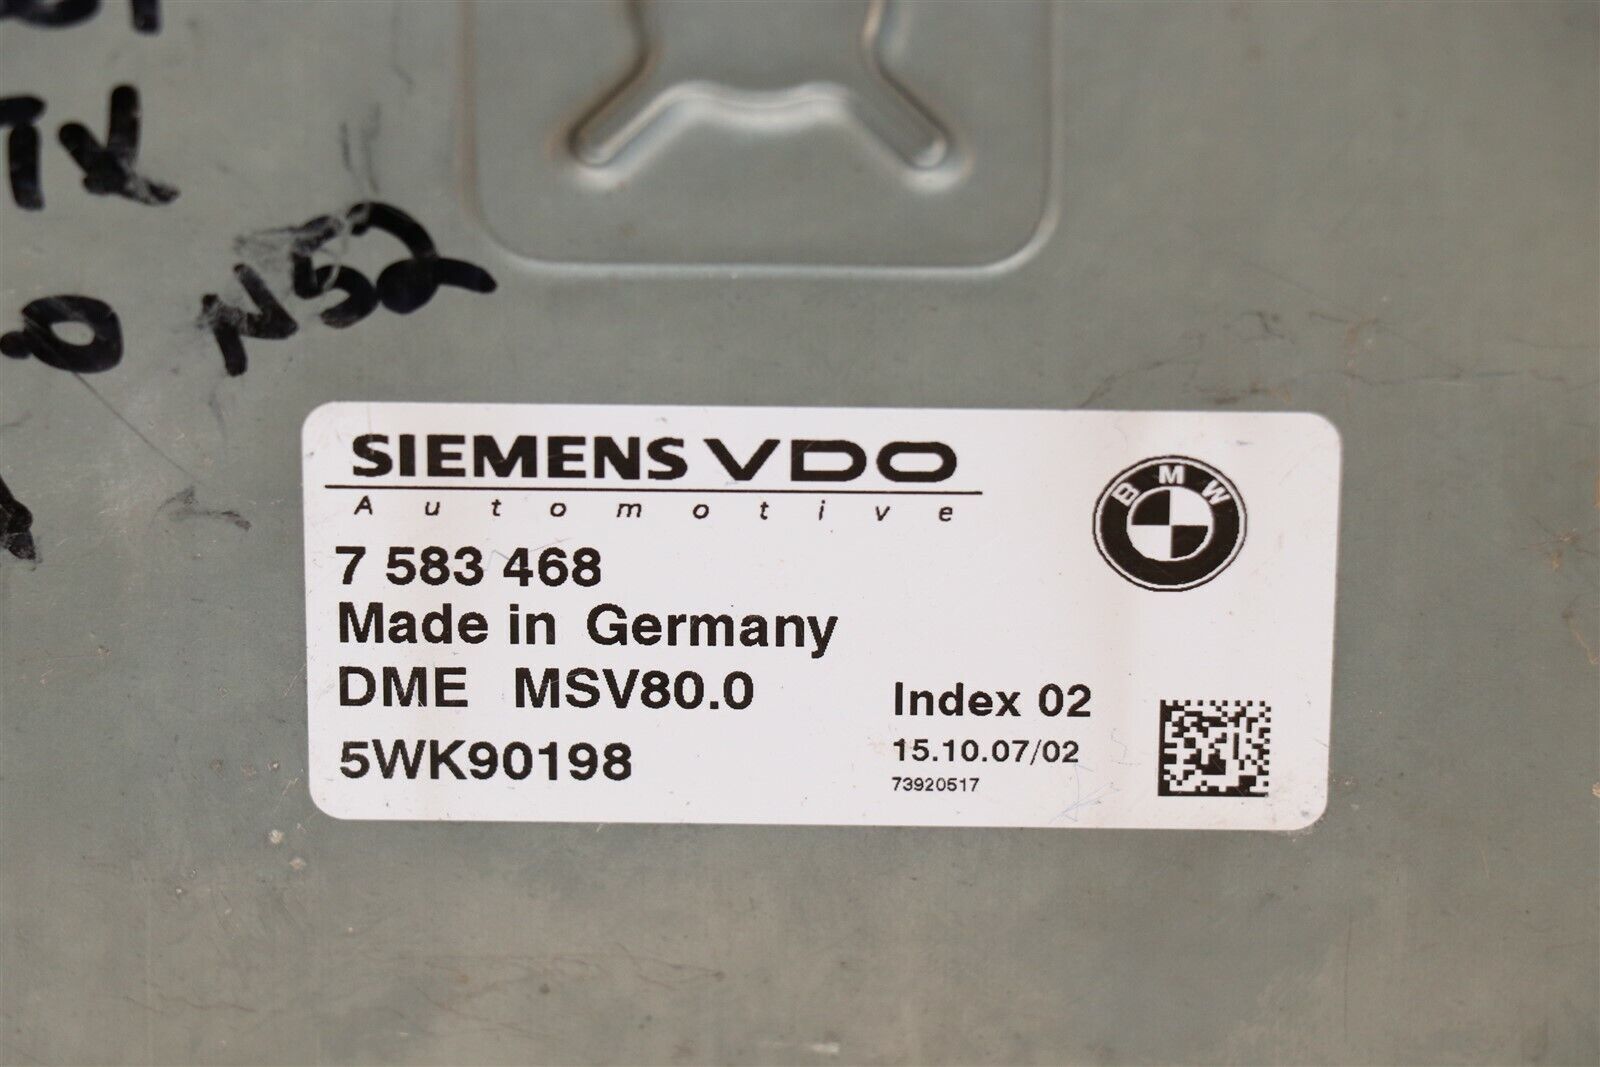 N52
SIEMENS VDO
Automotive
BMW
7 583 468
Made in Germany
DME MSV80.0
Index 02
5WK90198
15.10.07/02
73920517